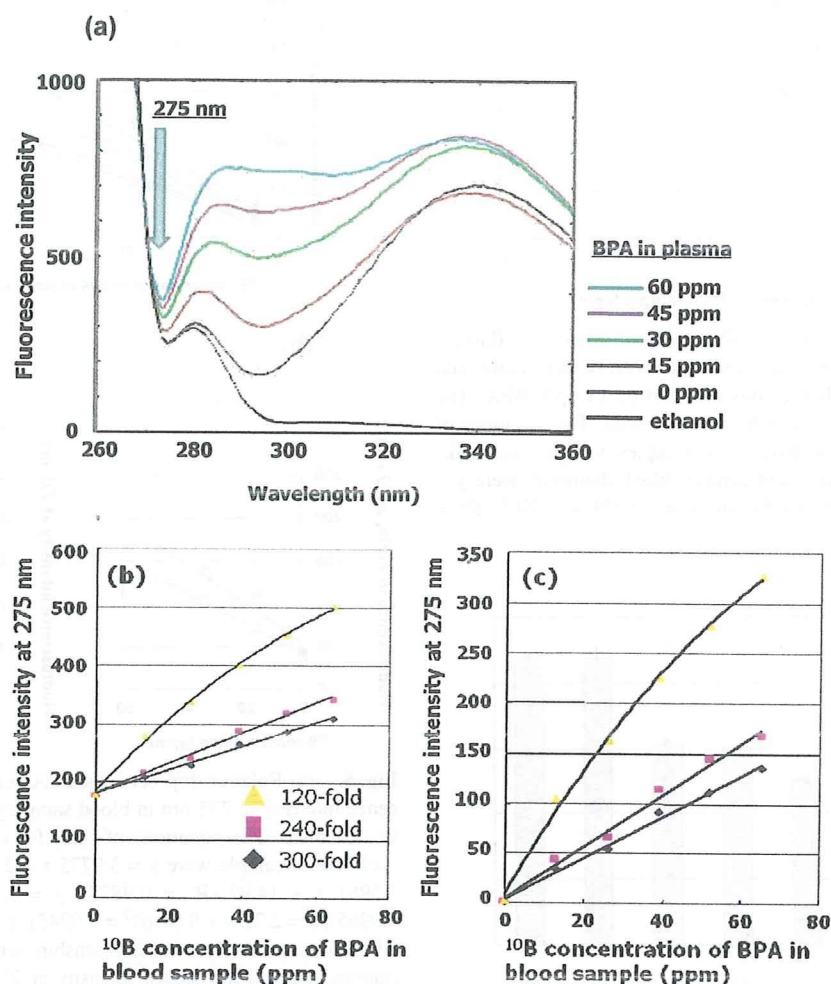 (a)
1000
500
0
275 nm
Fluorescence intensity
260 280 300 320 340 360
Wavelength (nm)
BPA in plasma
60 ppm
45 ppm
30 ppm
15 ppm
0 ppm
ethanol
(b)
600
500
400
300
200
100
0
Fluorescence intensity at 275 nm
120-fold
240-fold
300-fold
0 20 40 60 80
¹⁰B concentration of BPA in
blood sample (ppm)
(c)
350
300
250
200
150
100
50
0
Fluorescence intensity at 275 nm
0 20 40 60 80
¹⁰B concentration of BPA in
blood sample (ppm)